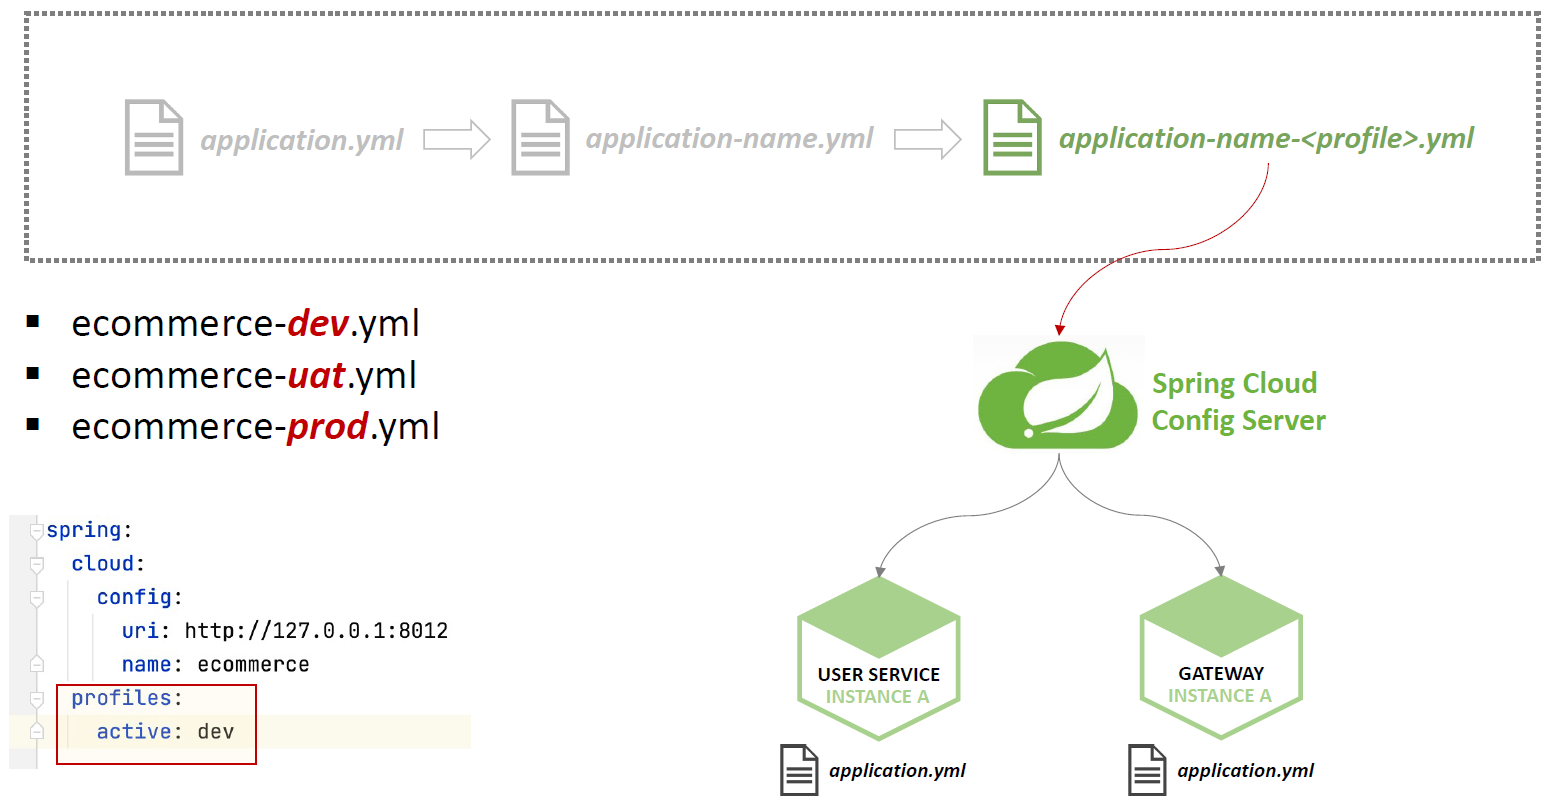 application.yml
application-name.yml
application-name-<profile>.yml
▪ ecommerce-dev.yml
▪ ecommerce-uat.yml
▪ ecommerce-prod.yml
Spring Cloud
Config Server
spring:
  cloud:
    config:
      uri: http://127.0.0.1:8012
      name: ecommerce
  profiles:
    active: dev
USER SERVICE
INSTANCE A
application.yml
GATEWAY
INSTANCE A
application.yml